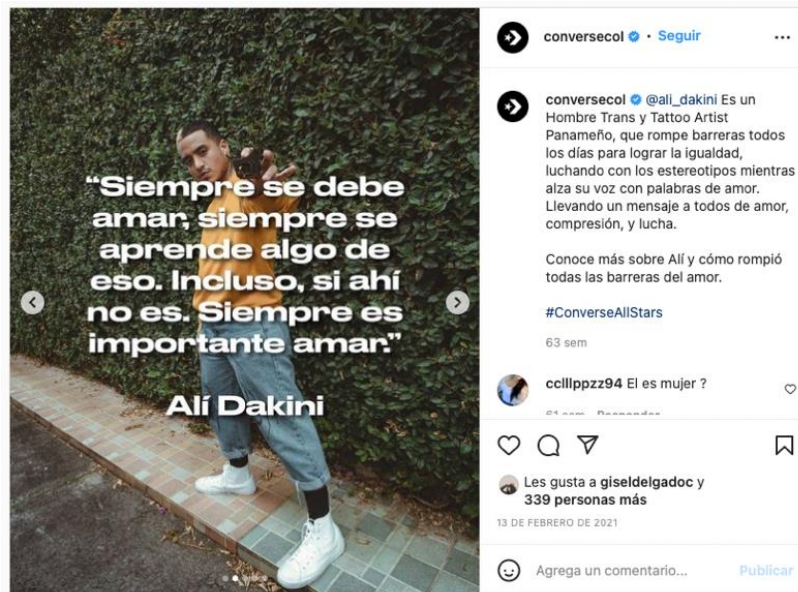 “Siempre se debe
amar, siempre se
aprende algo de
eso. Incluso, si ahí
no es. Siempre es
importante amar.”
Alí Dakini
conversecol • Seguir
conversecol @ali_dakini Es un
Hombre Trans y Tattoo Artist
Panameño, que rompe barreras todos
los días para lograr la igualdad,
luchando con los estereotipos mientras
alza su voz con palabras de amor.
Llevando un mensaje a todos de amor,
compresión, y lucha.
Conoce más sobre Alí y cómo rompió
todas las barreras del amor.
#ConverseAllStars
63 sem
cclllppzz94 El es mujer ?
61 sem Responder
Les gusta a giseldelgadoc y
339 personas más
13 DE FEBRERO DE 2021
Agrega un comentario... Publicar